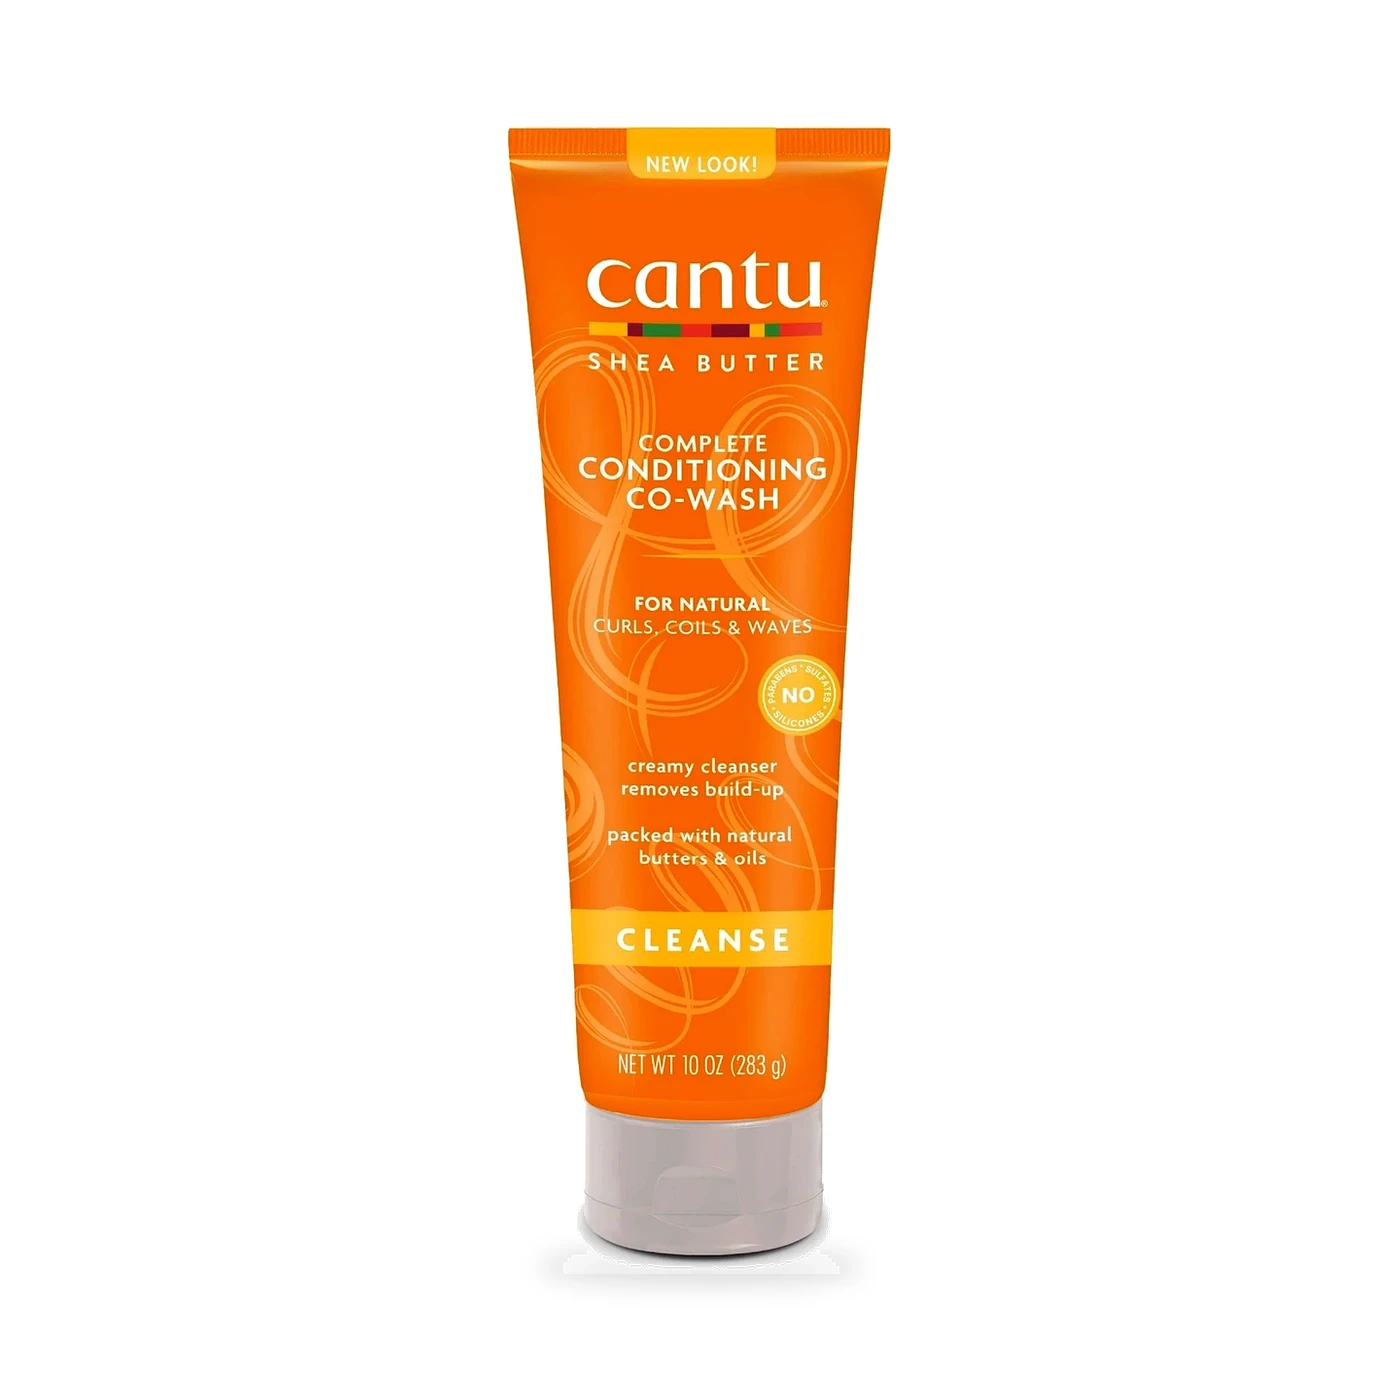 NEW LOOK!
cantu®
SHEA BUTTER
COMPLETE
CONDITIONING
CO-WASH
FOR NATURAL
CURLS, COILS & WAVES
PARABENS • SULFATES • SILICONES •
NO
creamy cleanser
removes build-up
packed with natural
butters & oils
CLEANSE
NET WT 10 OZ (283 g)